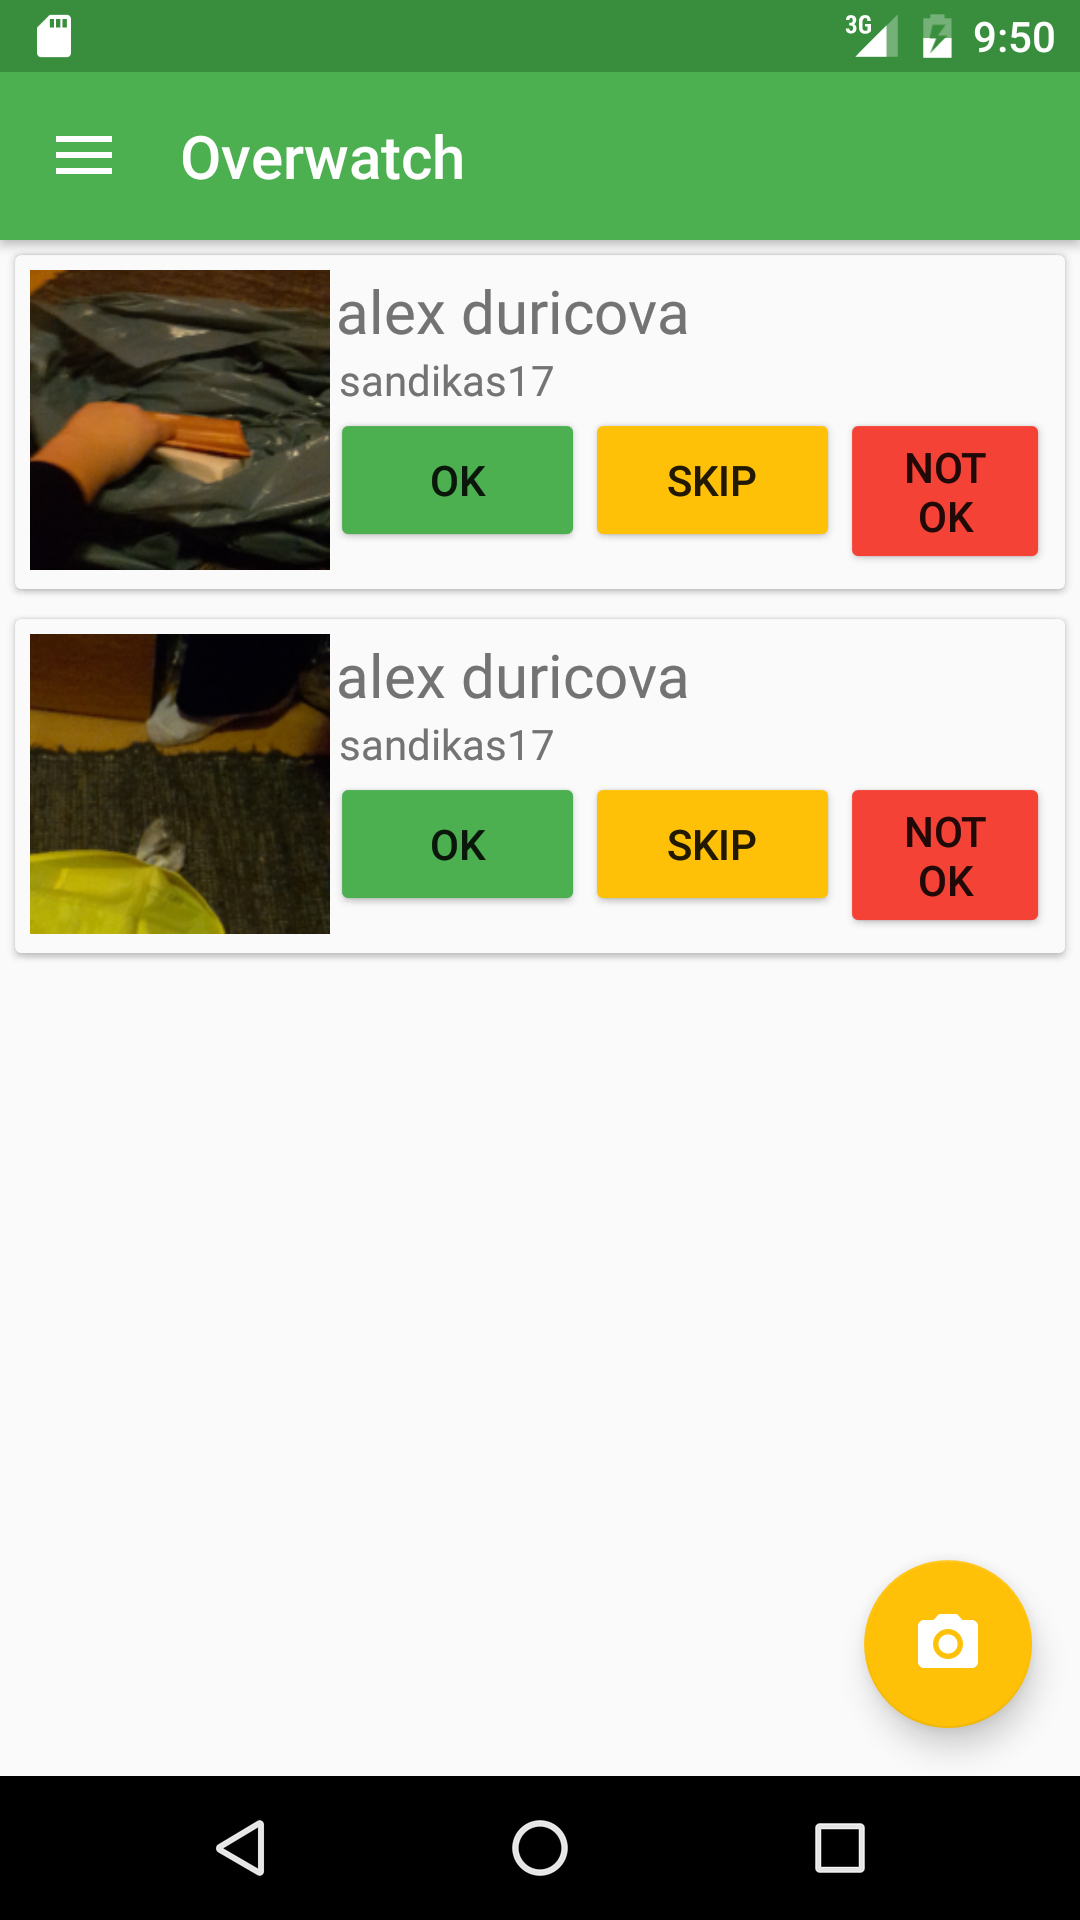 3G 9:50
Overwatch
alex duricova
sandikas17
OK SKIP NOT
OK
alex duricova
sandikas17
OK SKIP NOT
OK